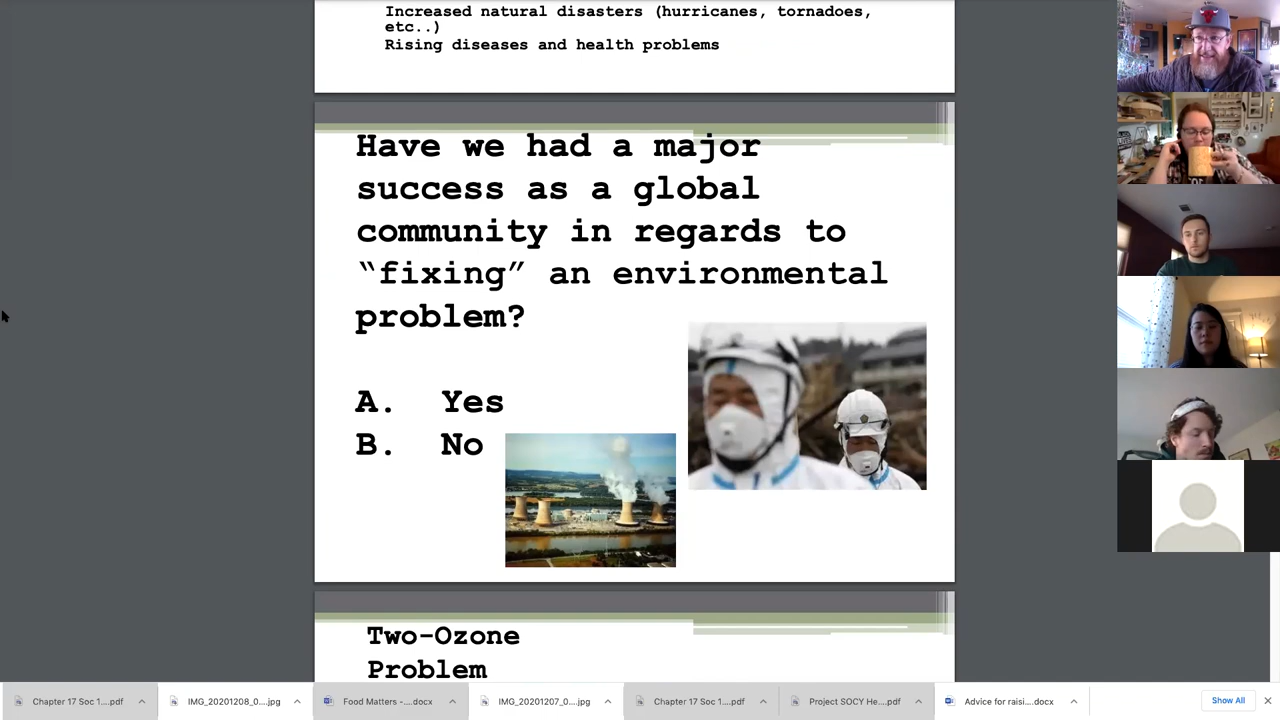 Increased natural disasters (hurricanes, tornadoes,
etc..)
Rising diseases and health problems
Have we had a major
success as a global
community in regards to
“fixing” an environmental
problem?
A. Yes
B. No
Two-Ozone
Problem
Chapter 17 Soc 1....pdf
IMG_20201208_0....jpg
Food Matters -....docx
IMG_20201207_0....jpg
Chapter 17 Soc 1....pdf
Project SOCY He....pdf
Advice for raisi....docx
Show All